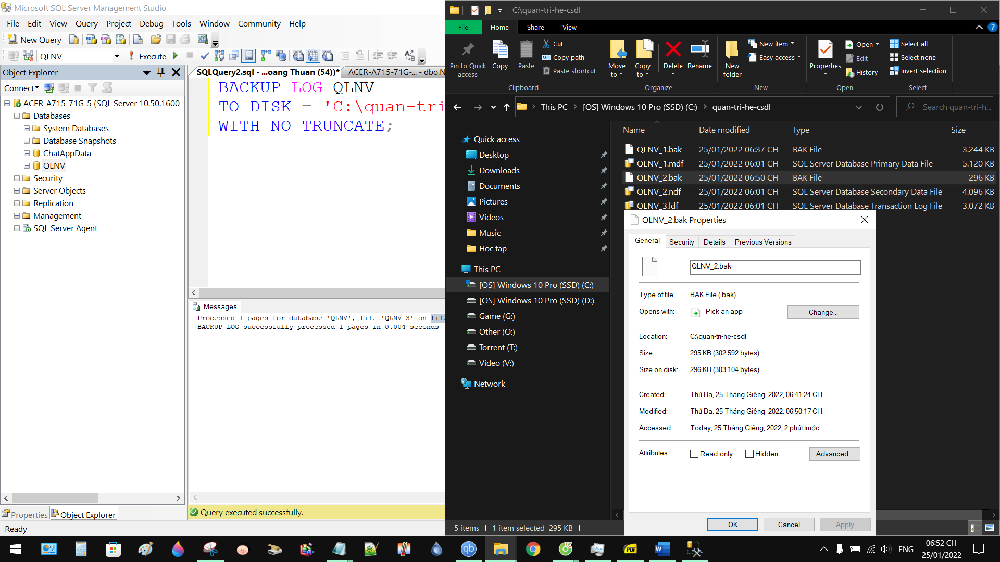 Microsoft SQL Server Management Studio
File Edit View Query Project Debug Tools Window Community Help
New Query
QLNV Execute
Object Explorer
Connect
ACER-A715-71G-5 (SQL Server 10.50.1600 -
Databases
System Databases
Database Snapshots
ChatAppData
QLNV
Security
Server Objects
Replication
Management
SQL Server Agent
Properties Object Explorer
Ready
SQLQuery2.sql - ...oang Thuan (54))* ACER-A715-71G-... - dbo.N
BACKUP LOG QLNV
TO DISK = 'C:\quan-tri
WITH NO_TRUNCATE;
Messages
Processed 1 pages for database 'QLNV', file 'QLNV_3' on file
BACKUP LOG successfully processed 1 pages in 0.004 seconds
Query executed successfully.
C:\quan-tri-he-csdl
File Home Share View
Pin to Quick access
Copy
Paste
Cut
Copy path
Paste shortcut
Clipboard
Move to
Copy to
Delete
Rename
Organize
New folder
New item
Easy access
New
Properties
Open
Edit
History
Open
Select all
Select none
Invert selection
Select
This PC [OS] Windows 10 Pro (SSD) (C:) quan-tri-he-csdl
Search quan-tri-h...
Quick access
Desktop
Downloads
Documents
Pictures
Videos
Music
Hoc tap
This PC
[OS] Windows 10 Pro (SSD) (C:)
[OS] Windows 10 Pro (SSD) (D:)
Game (G:)
Other (O:)
Torrent (T:)
Video (V:)
Network
Name Date modified Type Size
QLNV_1.bak 25/01/2022 06:37 CH BAK File 3.244 KB
QLNV_1.mdf 25/01/2022 06:01 CH SQL Server Database Primary Data File 5.120 KB
QLNV_2.bak 25/01/2022 06:50 CH BAK File 296 KB
QLNV_2.ndf 25/01/2022 06:01 CH SQL Server Database Secondary Data File 4.096 KB
QLNV_3.ldf 25/01/2022 06:01 CH SQL Server Database Transaction Log File 3.072 KB
QLNV_2.bak Properties
General Security Details Previous Versions
QLNV_2.bak
Type of file: BAK File (.bak)
Opens with: Pick an app Change...
Location: C:\quan-tri-he-csdl
Size: 295 KB (302.592 bytes)
Size on disk: 296 KB (303.104 bytes)
Created: Thứ Ba, 25 Tháng Giêng, 2022, 06:41:24 CH
Modified: Thứ Ba, 25 Tháng Giêng, 2022, 06:50:17 CH
Accessed: Today, 25 Tháng Giêng, 2022, 2 phút trước
Attributes: Read-only Hidden Advanced...
OK Cancel Apply
5 items 1 item selected 295 KB
qb
PDF
W
ENG
06:52 CH
25/01/2022